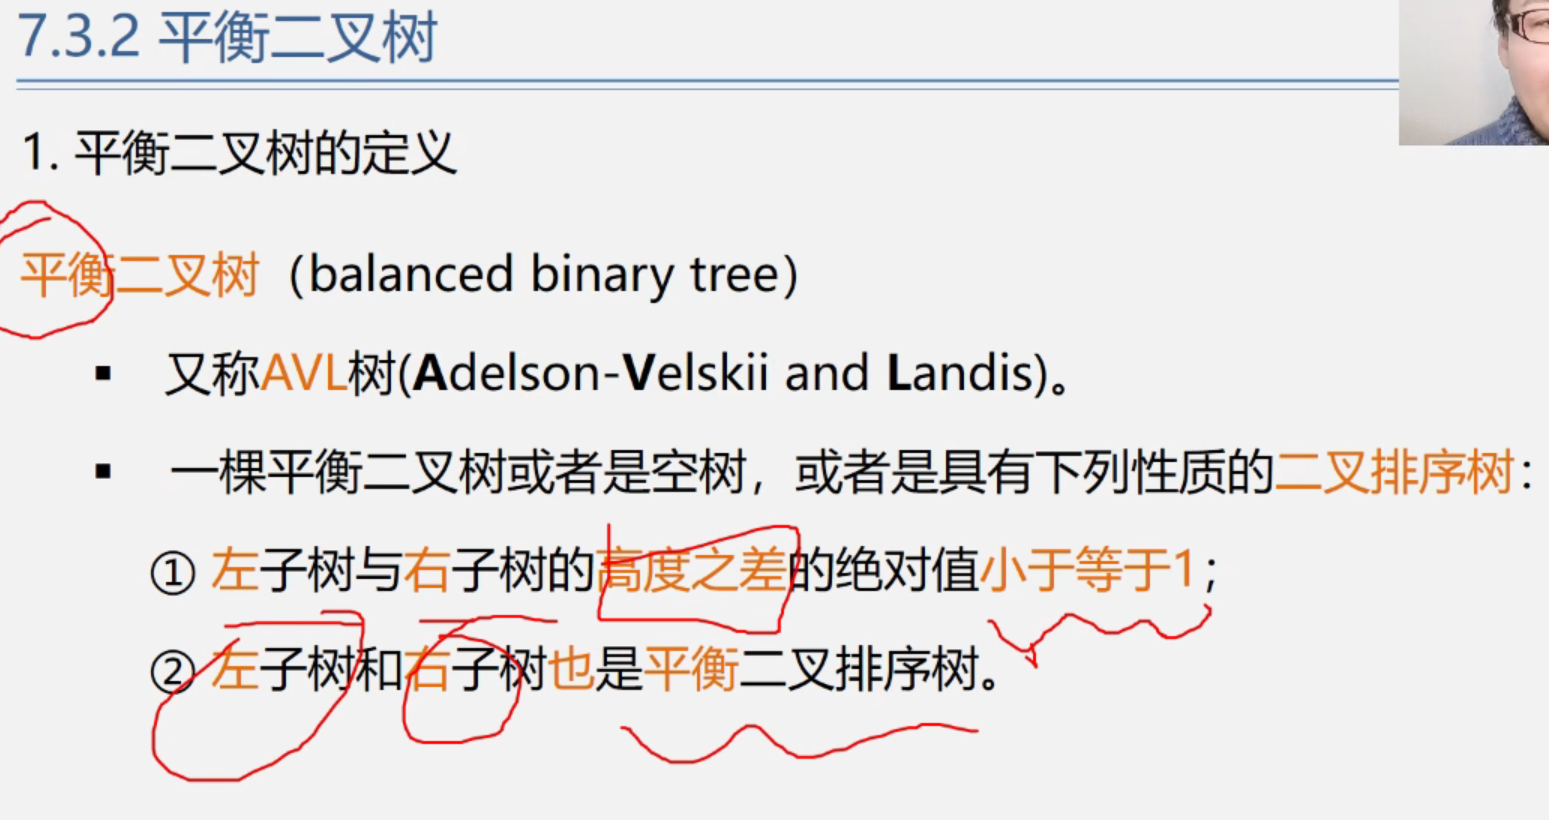 7.3.2 平衡二叉树
1. 平衡二叉树的定义
平衡二叉树（balanced binary tree）
▪ 又称AVL树(Adelson-Velskii and Landis)。
▪ 一棵平衡二叉树或者是空树，或者是具有下列性质的二叉排序树：
① 左子树与右子树的高度之差的绝对值小于等于1；
② 左子树和右子树也是平衡二叉排序树。